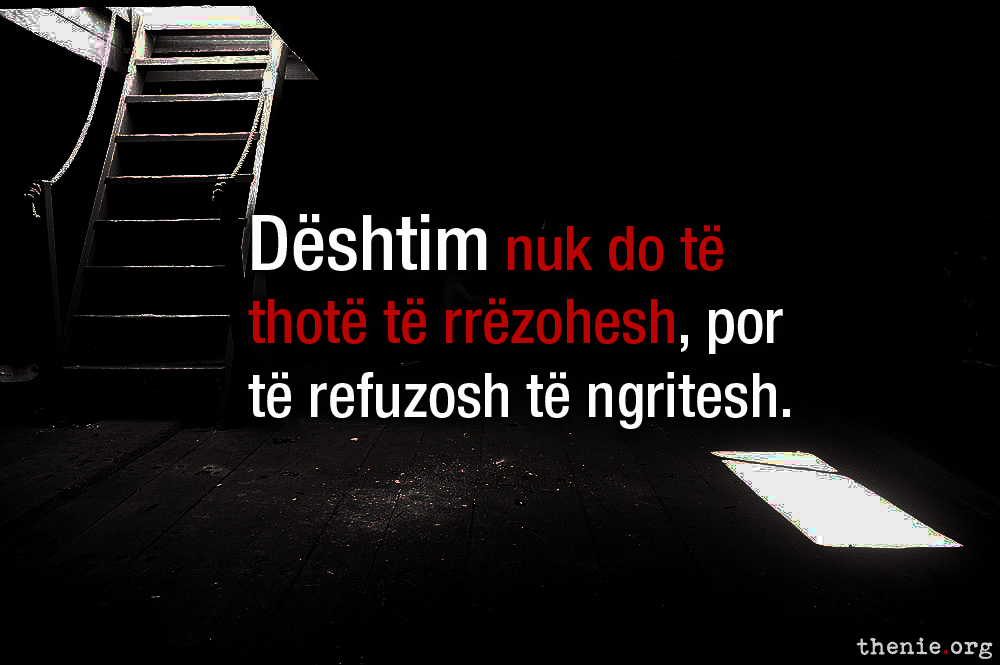 Dështim nuk do të
thotë të rrëzohesh, por
të refuzosh të ngritesh.
thenie.org